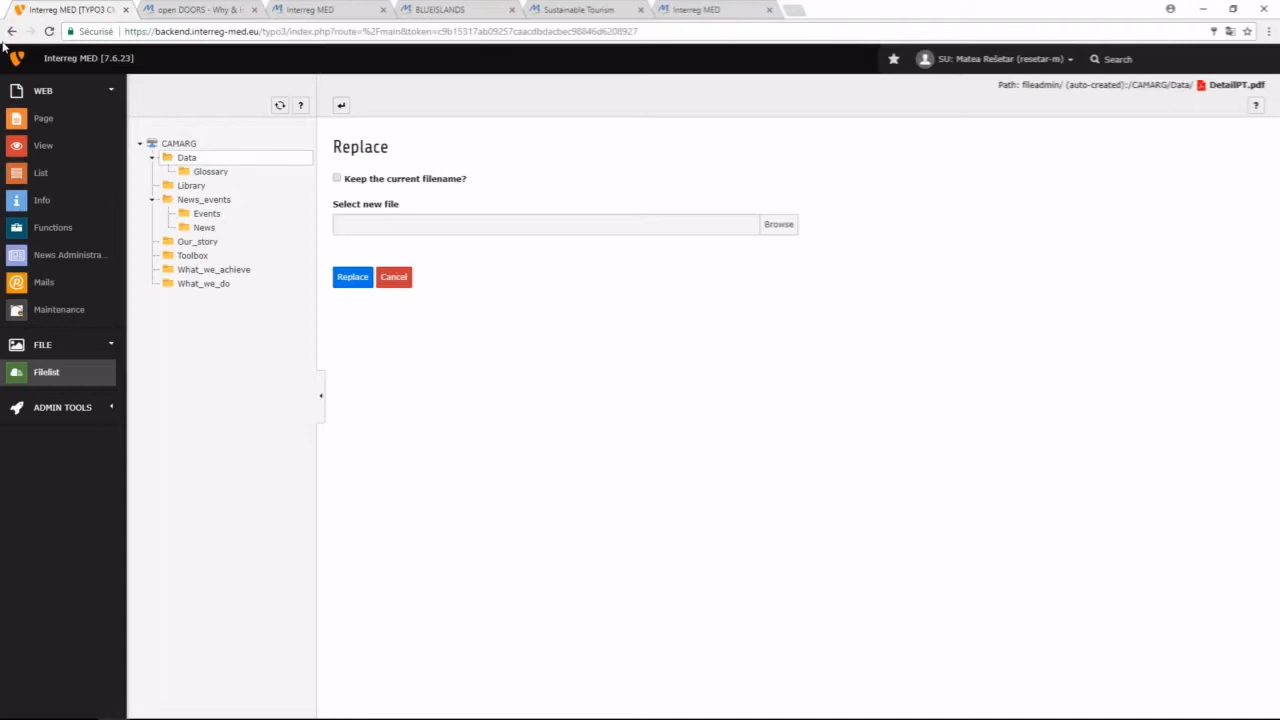 Interreg MED [TYPO3 CM
open DOORS - Why & H
Interreg MED
BLUEISLANDS
Sustainable Tourism
Interreg MED
Sécurisé
https://backend.interreg-med.eu/typo3/index.php?route=%2Fmain&token=c9b15317ab09257caacdbdacbec98846d6208927
Interreg MED [7.6.23]
SU: Matea Rešetar (resetar-m)
Search
WEB
Page
View
List
Info
Functions
News Administra...
Mails
Maintenance
FILE
Filelist
ADMIN TOOLS
?
CAMARG
Data
Glossary
Library
News_events
Events
News
Our_story
Toolbox
What_we_achieve
What_we_do
Path: fileadmin/ (auto-created):/CAMARG/Data/ DetailPT.pdf
?
Replace
Keep the current filename?
Select new file
Browse
Replace
Cancel